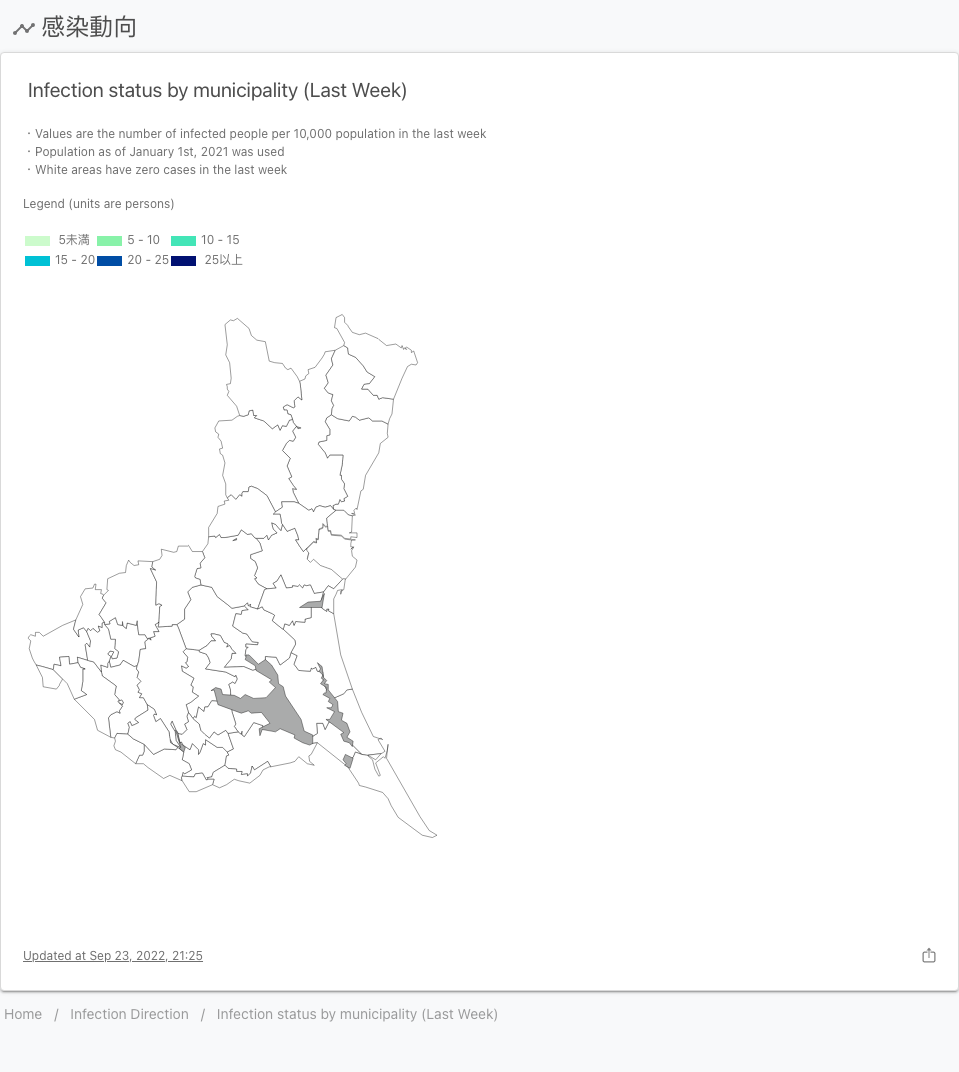 感染動向
Infection status by municipality (Last Week)
・Values are the number of infected people per 10,000 population in the last week
・Population as of January 1st, 2021 was used
・White areas have zero cases in the last week
Legend (units are persons)
5未満 5 - 10 10 - 15
15 - 20 20 - 25 25以上
Updated at Sep 23, 2022, 21:25
Home / Infection Direction / Infection status by municipality (Last Week)